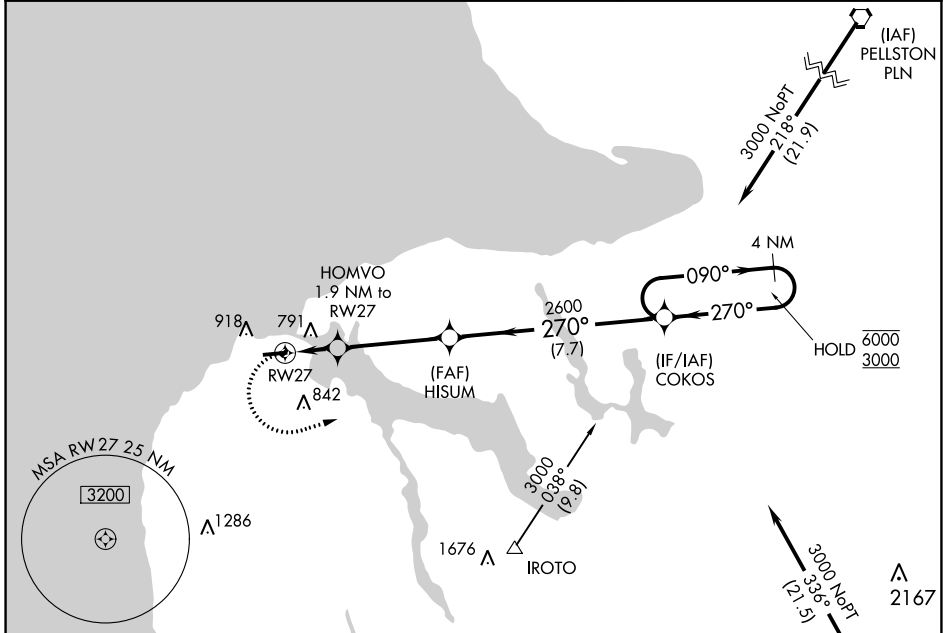 (IAF)
PELLSTON
PLN
3000 NoPT
218°
(21.9)
4 NM
090°
HOMVO
1.9 NM to
RW27
2600
270°
(7.7)
270°
918
791
HOLD
6000
3000
RW27
(FAF)
HISUM
(IF/IAF)
COKOS
842
MSA RW27 25 NM
3200
3000
038°
(9.8)
1286
1676
IROTO
3000 NoPT
336°
(21.5)
2167